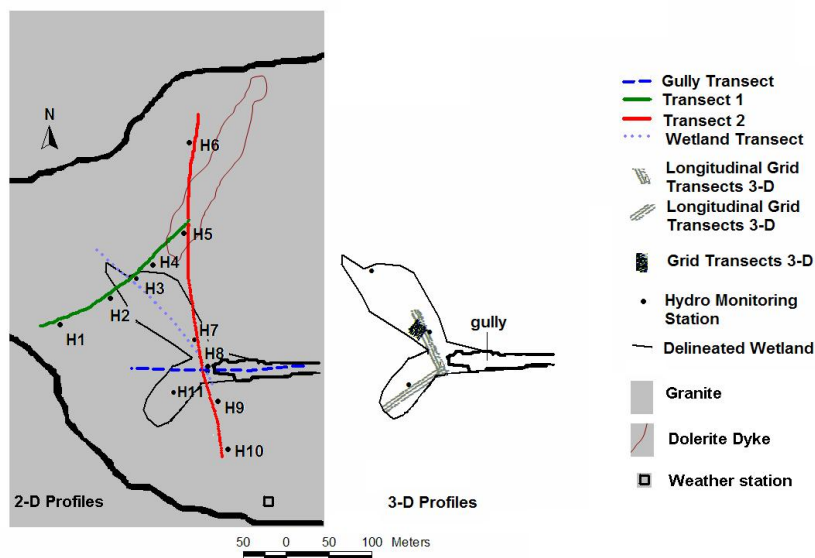 N
H6
H5
H4
H3
H2
H1
H7
H8
H11
H9
H10
2-D Profiles
gully
3-D Profiles
50 0 50 100 Meters
Gully Transect
Transect 1
Transect 2
Wetland Transect
Longitudinal Grid
Transects 3-D
Longitudinal Grid
Transects 3-D
Grid Transects 3-D
Hydro Monitoring
Station
Delineated Wetland
Granite
Dolerite Dyke
Weather station